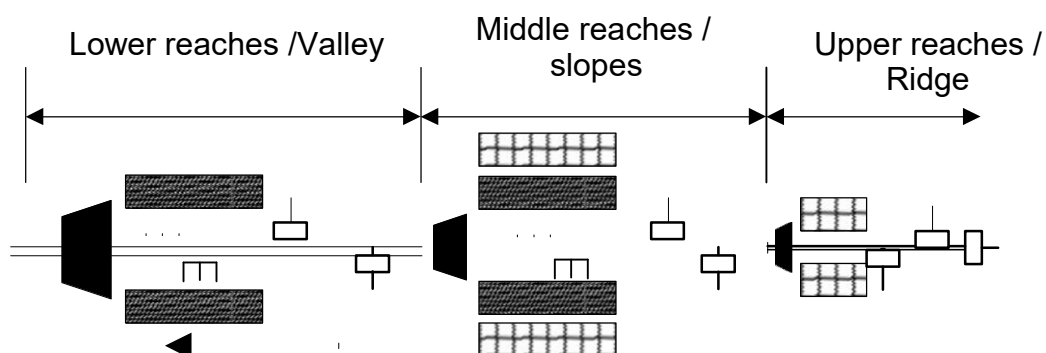 Lower reaches /Valley
Middle reaches /
slopes
Upper reaches /
Ridge